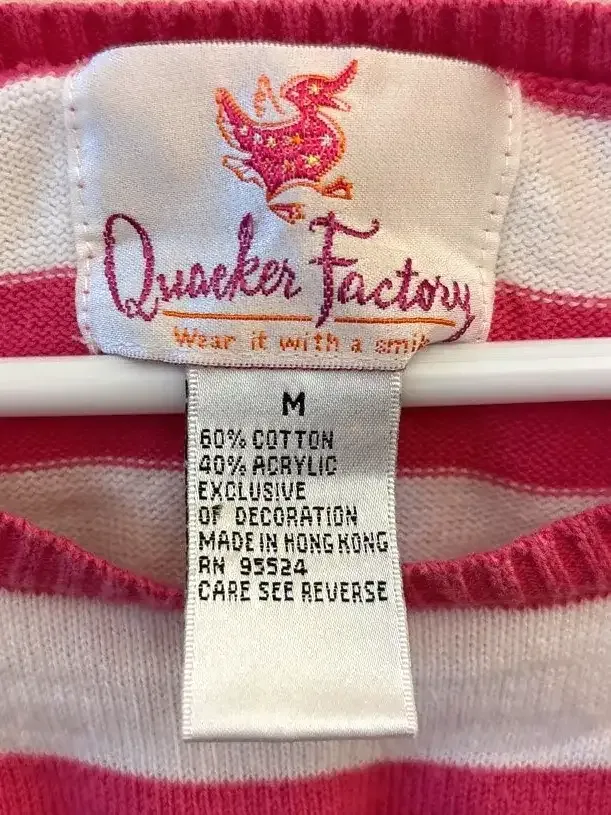 Quacker Factory
Wear it with a smile
M
60% COTTON
40% ACRYLIC
EXCLUSIVE
OF DECORATION
MADE IN HONG KONG
RN 95524
CARE SEE REVERSE